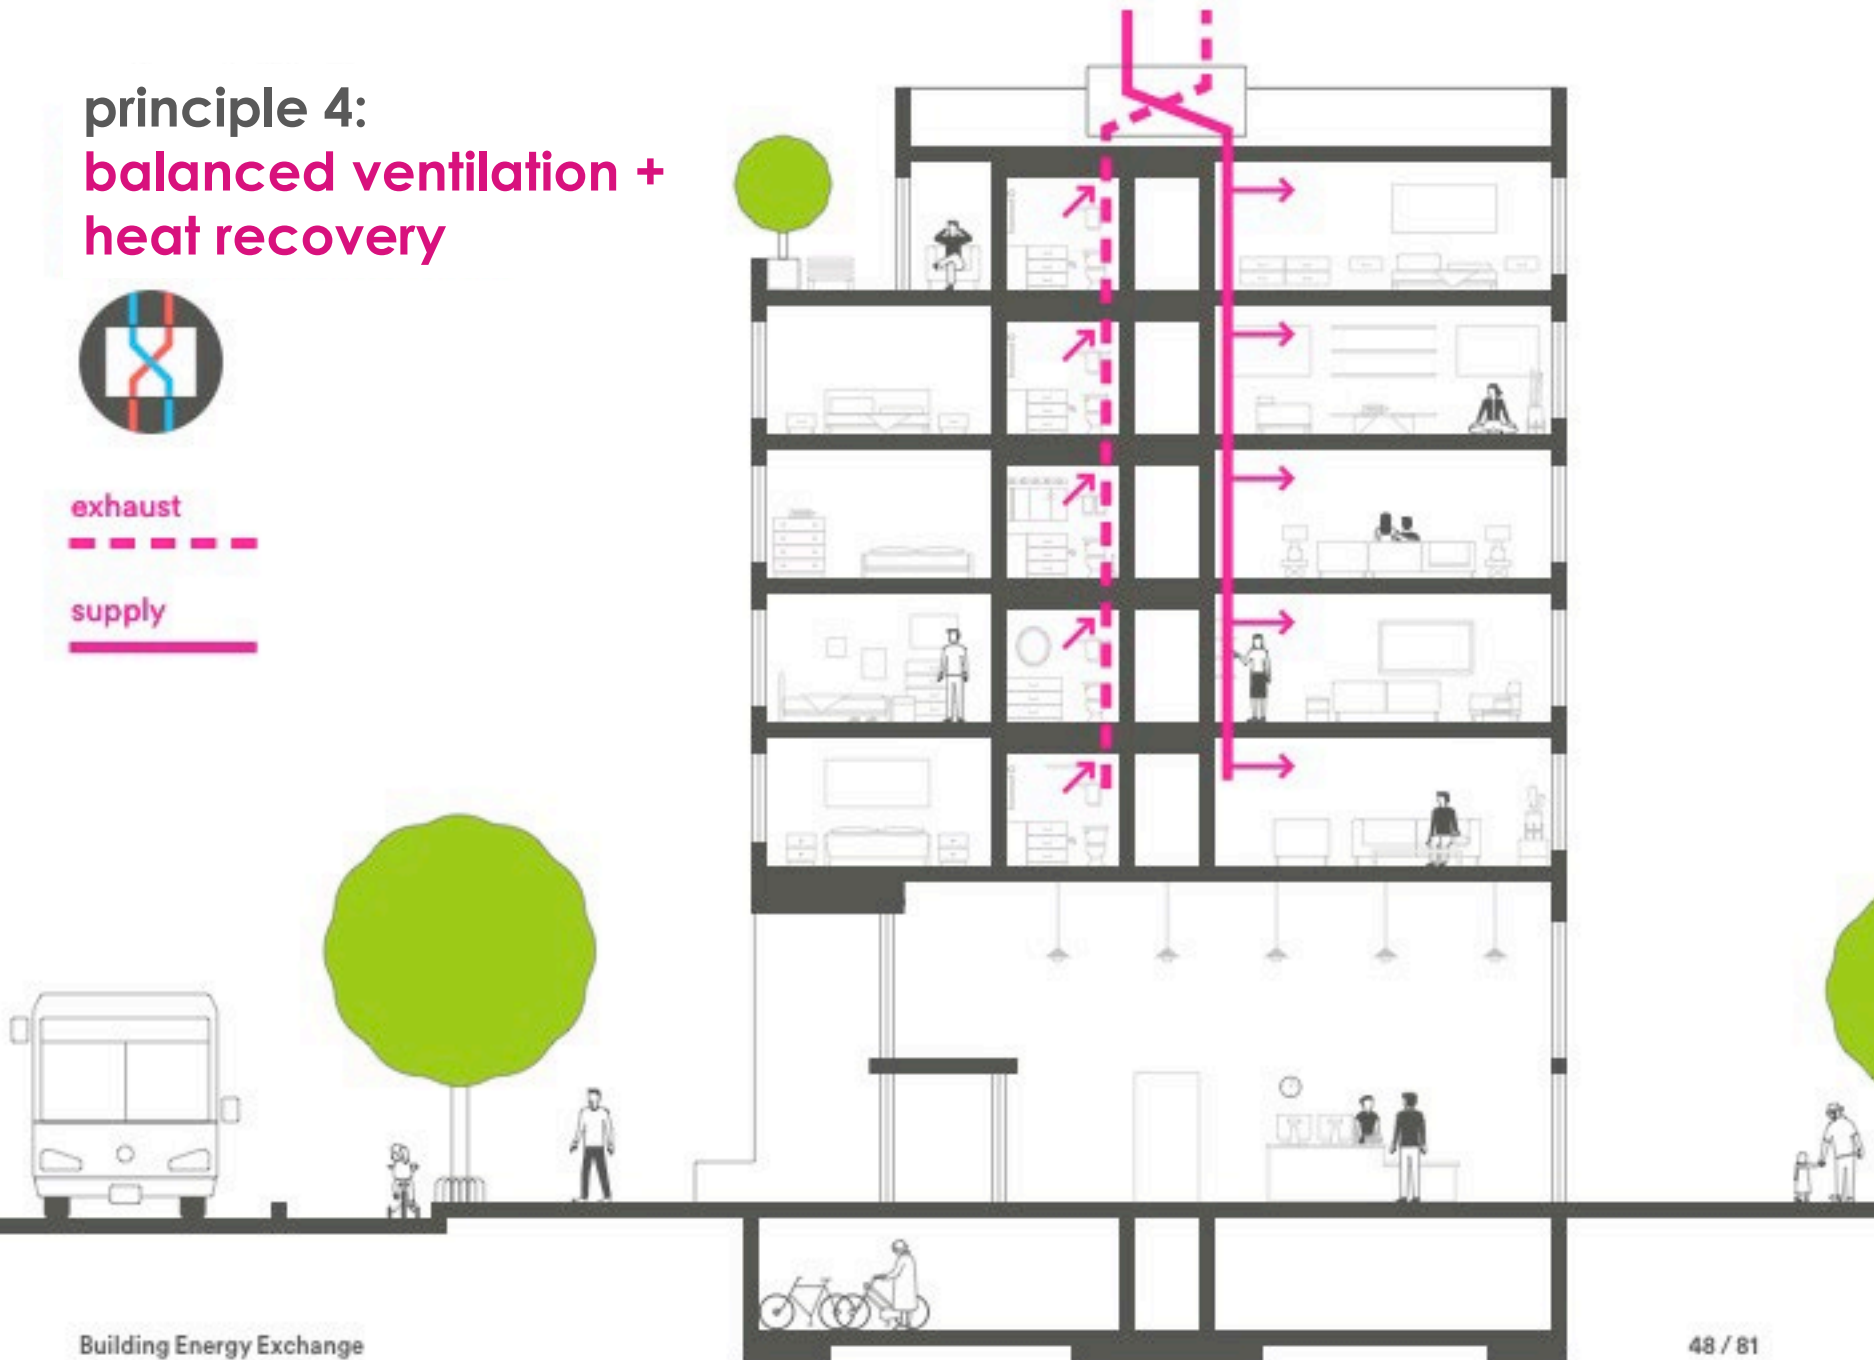 principle 4:
balanced ventilation +
heat recovery
exhaust
supply
Building Energy Exchange
48 / 81